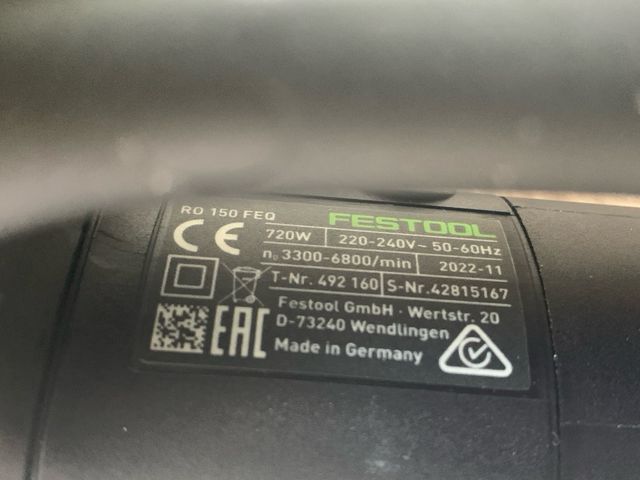 RO 150 FEQ
FESTOOL
CE
720W 220-240V~ 50-60Hz
n₀ 3300-6800/min 2022-11
T-Nr. 492 160 S-Nr.42815167
Festool GmbH · Wertstr. 20
D-73240 Wendlingen
EAC
Made in Germany